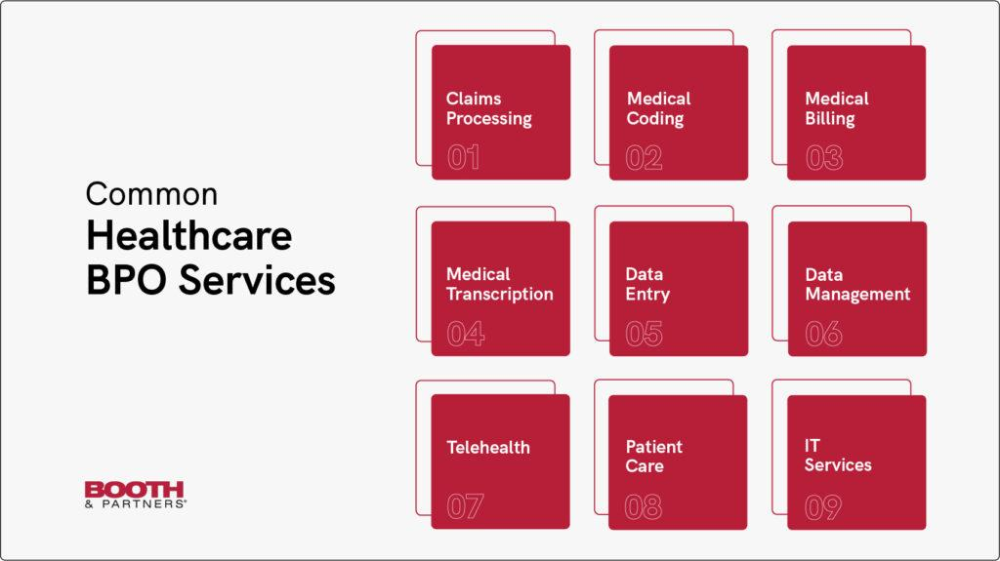 Common
Healthcare
BPO Services
Claims
Processing
01
Medical
Coding
02
Medical
Billing
03
Medical
Transcription
04
Data
Entry
05
Data
Management
06
Telehealth
07
Patient
Care
08
IT
Services
09
BOOTH
& PARTNERS®